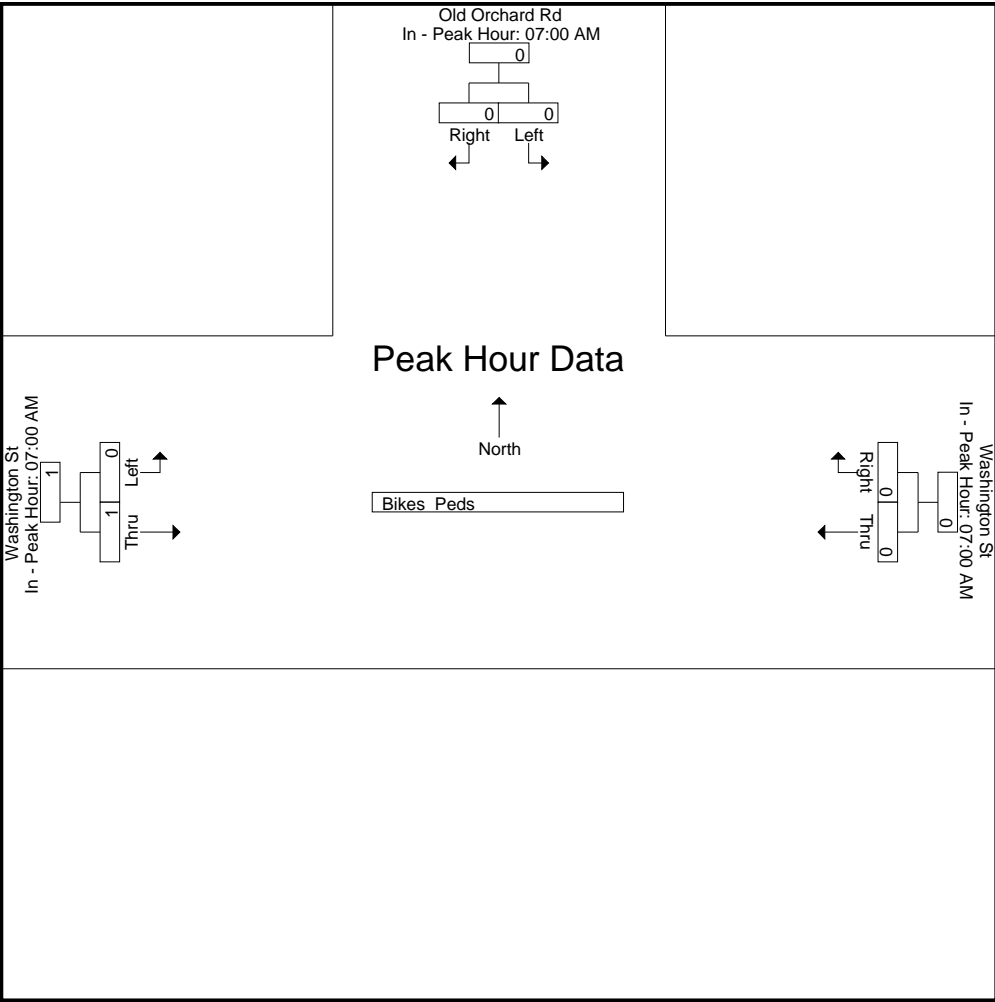 Old Orchard Rd
In - Peak Hour: 07:00 AM
0
0 0
Right Left
Peak Hour Data
North
Bikes Peds
Washington St
In - Peak Hour: 07:00 AM
1
0
1
Left
Thru
Washington St
In - Peak Hour: 07:00 AM
0
0
0
Right
Thru